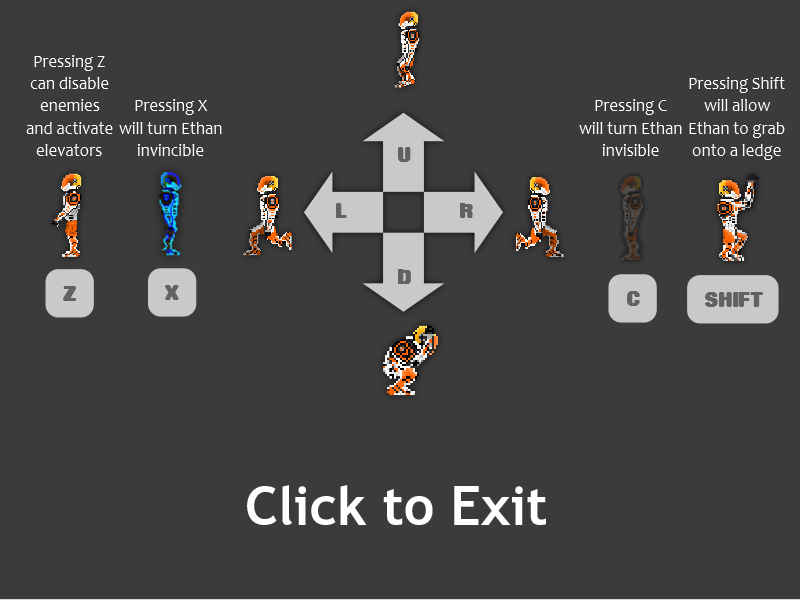 Pressing Z
can disable
enemies
and activate
elevators
Pressing X
will turn Ethan
invincible
Pressing C
will turn Ethan
invisible
Pressing Shift
will allow
Ethan to grab
onto a ledge
U
L
R
D
Z
X
C
SHIFT
Click to Exit